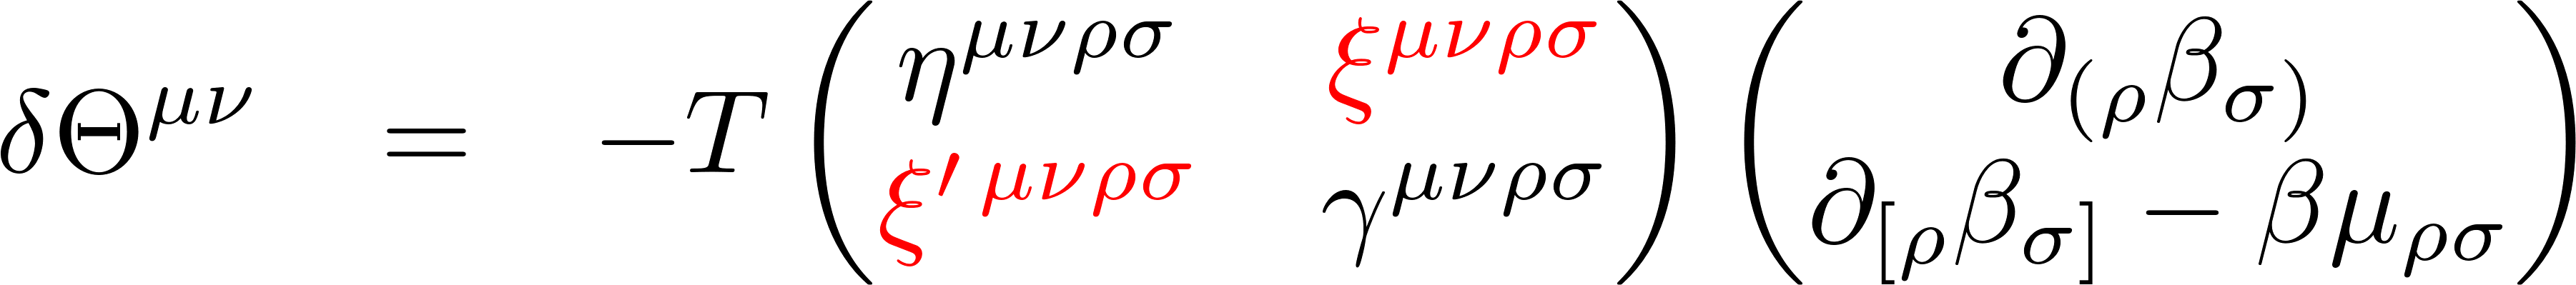 δΘ^{μν} = −T ( η^{μνρσ} ξ^{μνρσ} ; ξ′^{μνρσ} γ^{μνρσ} ) ( ∂_{(ρ}β_{σ)} ; ∂_{[ρ}β_{σ]} − βμ_{ρσ} )